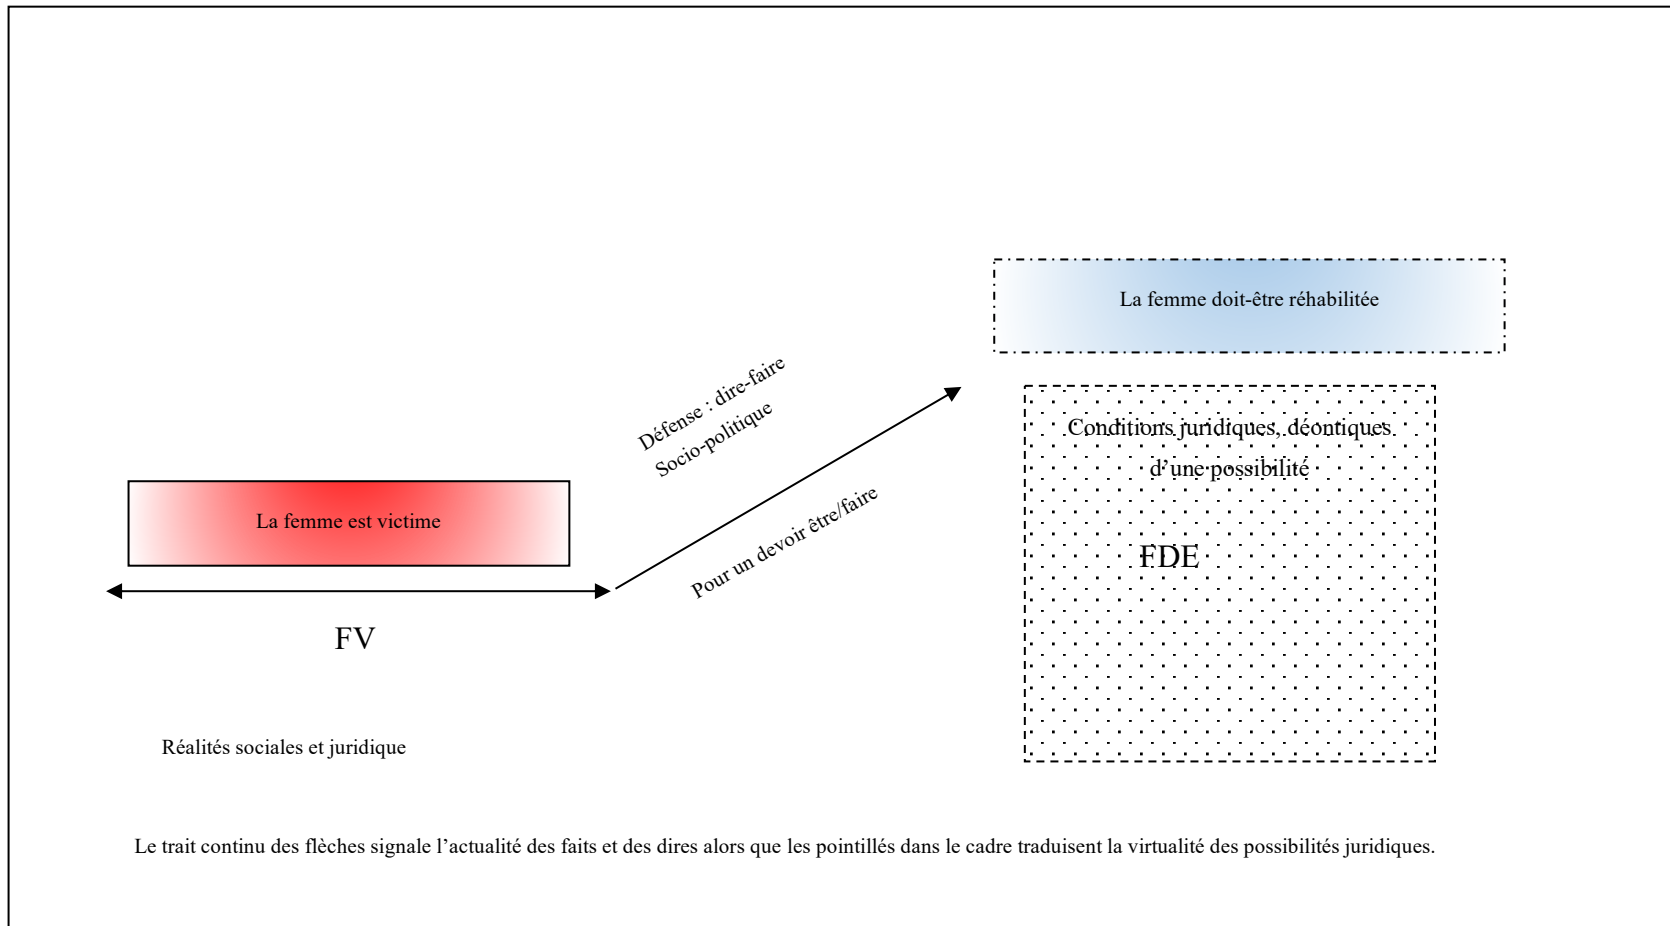 La femme doit-être réhabilitée
Défense : dire-faire
Socio-politique
Conditions juridiques, déontiques
d’une possibilité
La femme est victime
Pour un devoir être/faire
FDE
FV
Réalités sociales et juridique
Le trait continu des flèches signale l’actualité des faits et des dires alors que les pointillés dans le cadre traduisent la virtualité des possibilités juridiques.